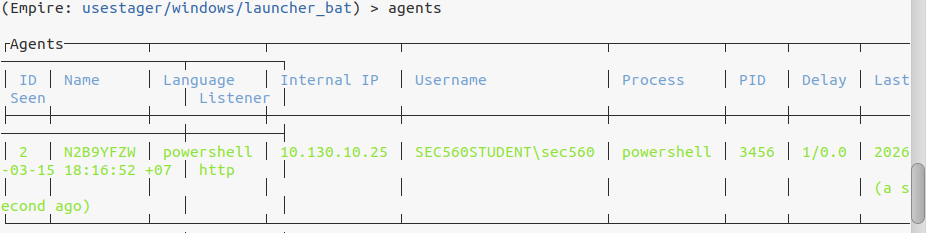 (Empire: usestager/windows/launcher_bat) > agents
Agents
ID Name Language Internal IP Username Process PID Delay Last
Seen Listener
2 N2B9YFZW powershell 10.130.10.25 SEC560STUDENT\sec560 powershell 3456 1/0.0 2026
-03-15 18:16:52 +07 http
(a s
econd ago)